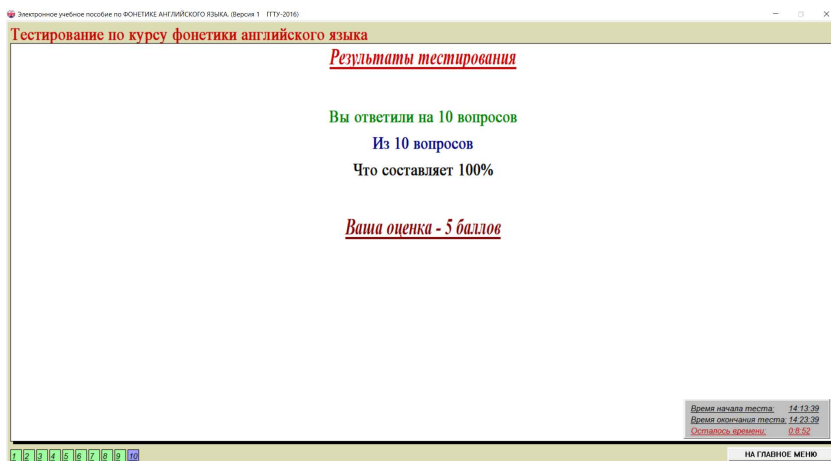 Электронное учебное пособие по ФОНЕТИКЕ АНГЛИЙСКОГО ЯЗЫКА. (Версия 1 ГГТУ-2016)
Тестирование по курсу фонетики английского языка
Результаты тестирования
Вы ответили на 10 вопросов
Из 10 вопросов
Что составляет 100%
Ваша оценка - 5 баллов
Время начала теста: 14:13:39
Время окончания теста: 14:23:39
Осталось времени: 0:8:52
1 2 3 4 5 6 7 8 9 10
НА ГЛАВНОЕ МЕНЮ